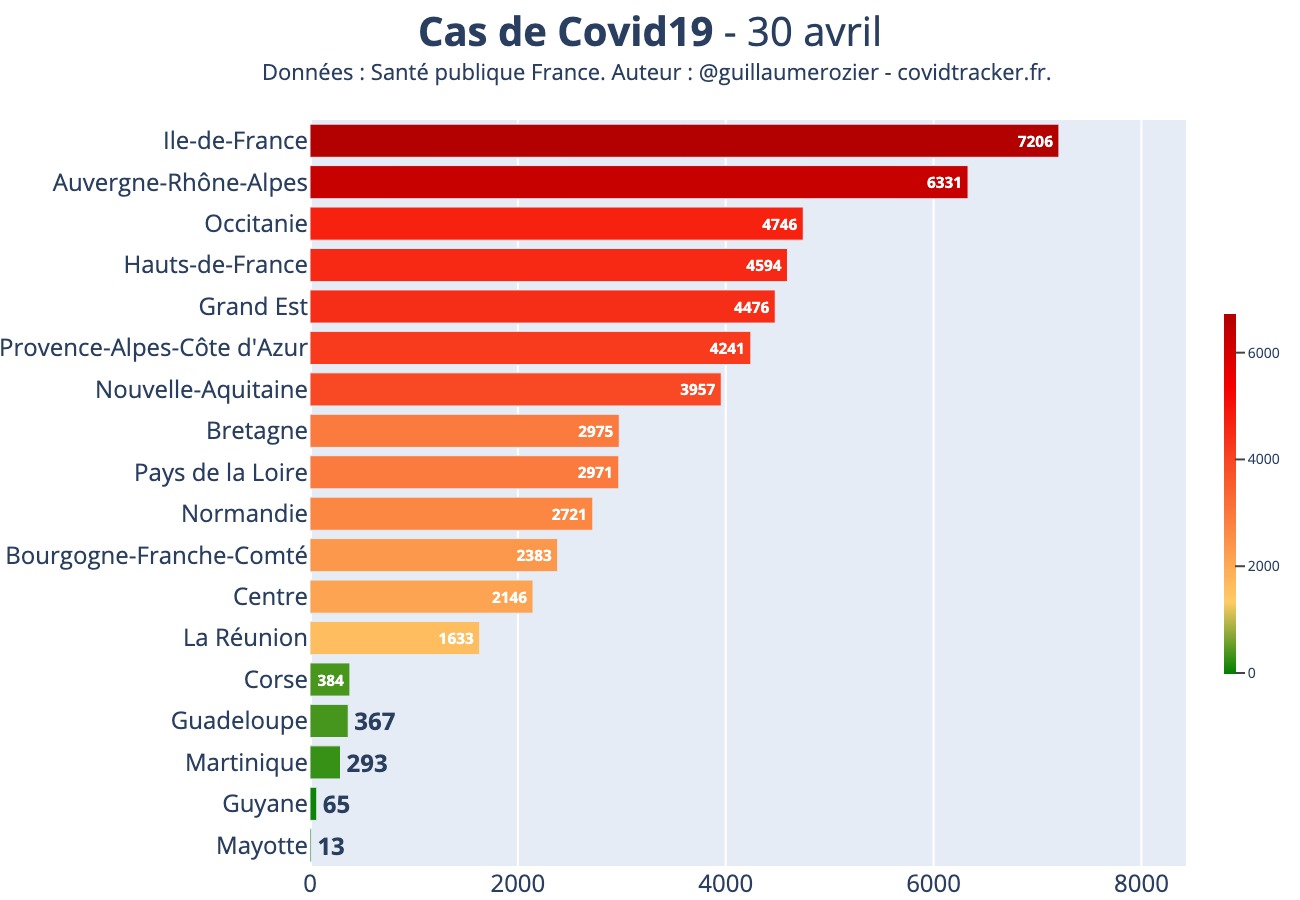 Cas de Covid19 - 30 avril
Données : Santé publique France. Auteur : @guillaumerozier - covidtracker.fr.
Ile-de-France 7206
Auvergne-Rhône-Alpes 6331
Occitanie 4746
Hauts-de-France 4594
Grand Est 4476
Provence-Alpes-Côte d'Azur 4241
Nouvelle-Aquitaine 3957
Bretagne 2975
Pays de la Loire 2971
Normandie 2721
Bourgogne-Franche-Comté 2383
Centre 2146
La Réunion 1633
Corse 384
Guadeloupe 367
Martinique 293
Guyane 65
Mayotte 13
0 2000 4000 6000 8000
6000
4000
2000
0